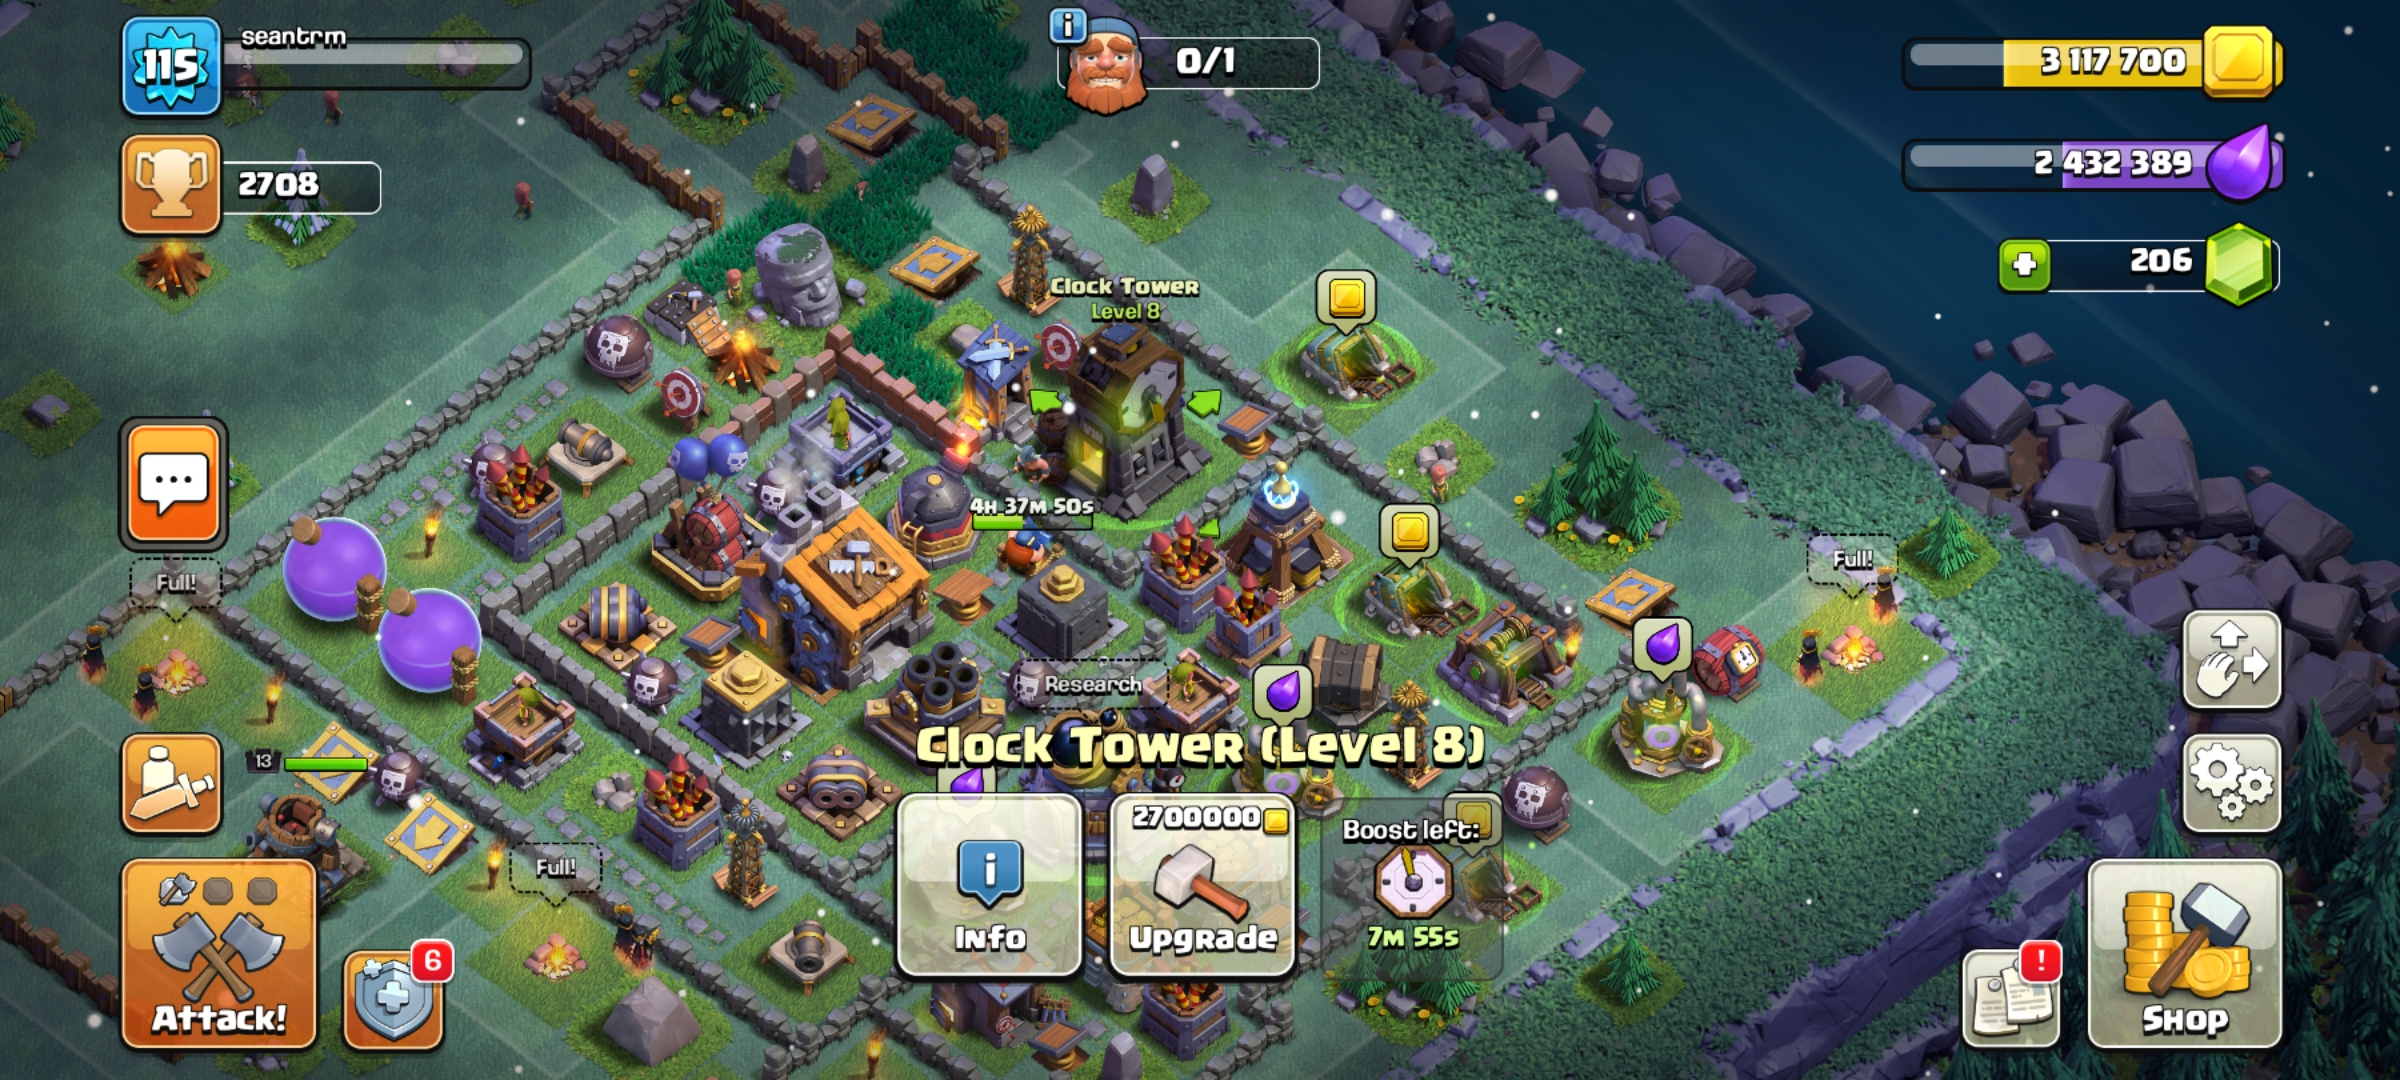 115
seantrm
0/1
3 117 700
2708
2 432 389
206
Clock Tower
Level 8
4H 37M 50s
Full!
Full!
Research
Clock Tower (Level 8)
13
2700000
Boost left:
Full!
Info
Upgrade
7M 55s
6
!
Attack!
Shop